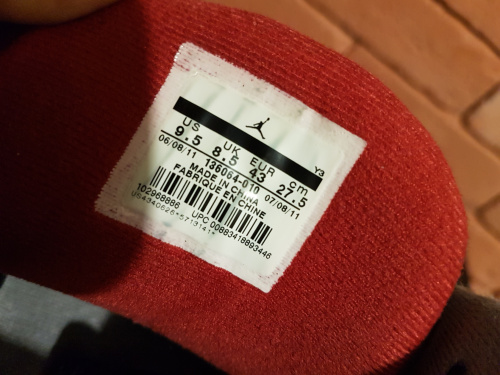 Y3
US UK EUR cm
9.5 8.5 43 27.5
06/08/11 136064-010 07/08/11
MADE IN CHINA
FABRIQUE EN CHINE
102968886 UPC 00883418893446